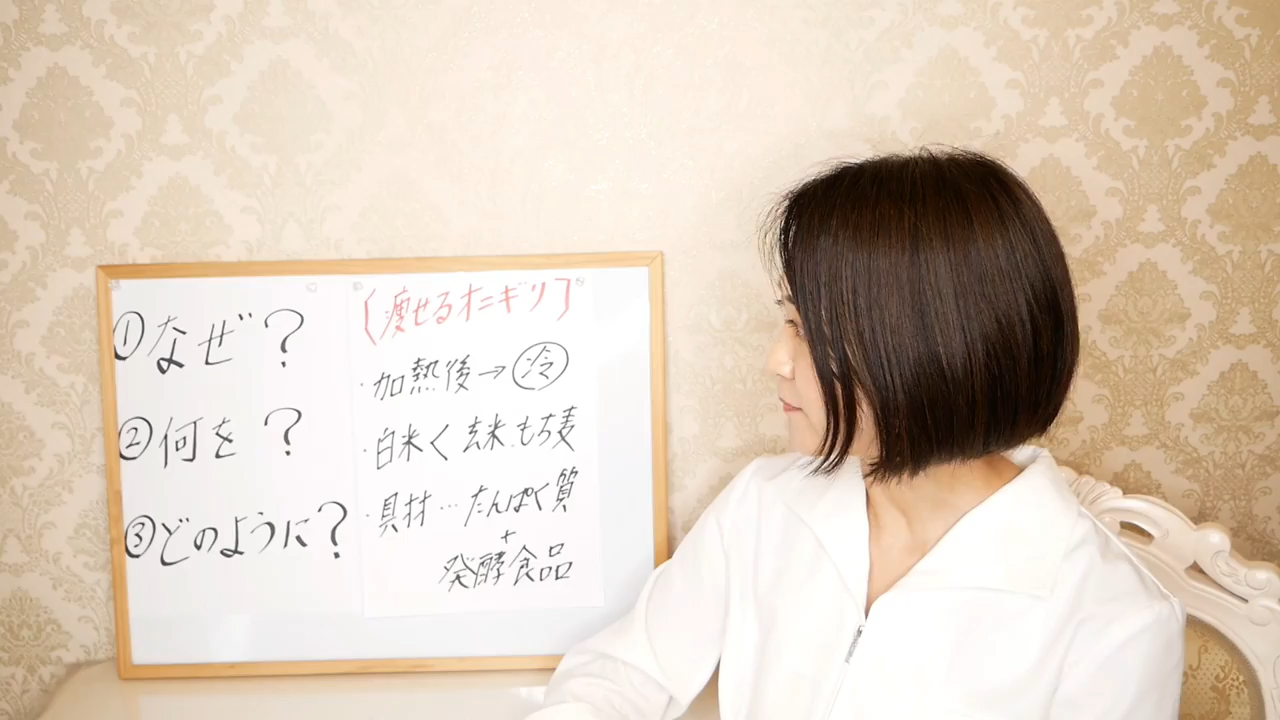 ①なぜ?
②何を?
③どのように?
[痩せるオニギリ]
・加熱後→冷
・白米く玄米.もち麦
・具材…たんぱく質
+
発酵食品